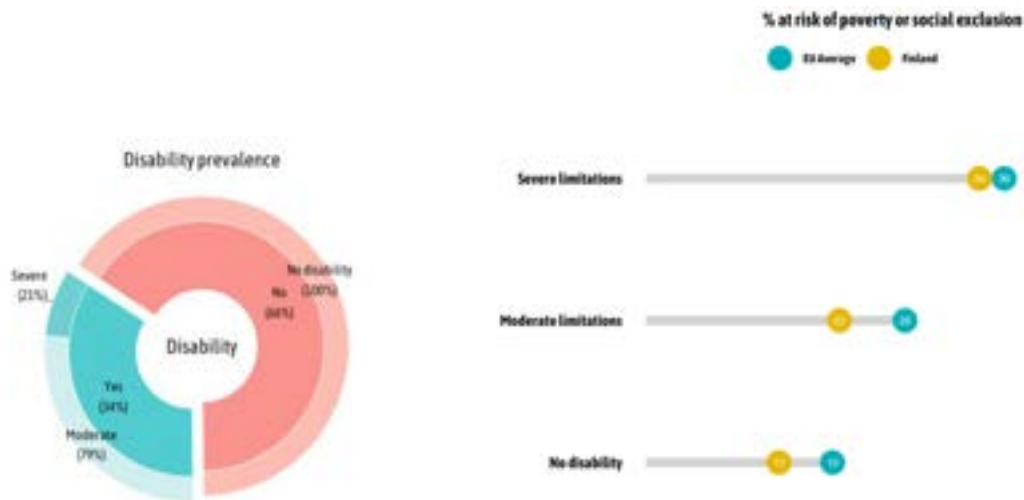 % at risk of poverty or social exclusion
EU Average
Finland
Disability prevalence
Severe limitations
Severe
(21%)
No disability
(100%)
No
(66%)
Disability
Moderate limitations
Yes
(34%)
Moderate
(79%)
No disability